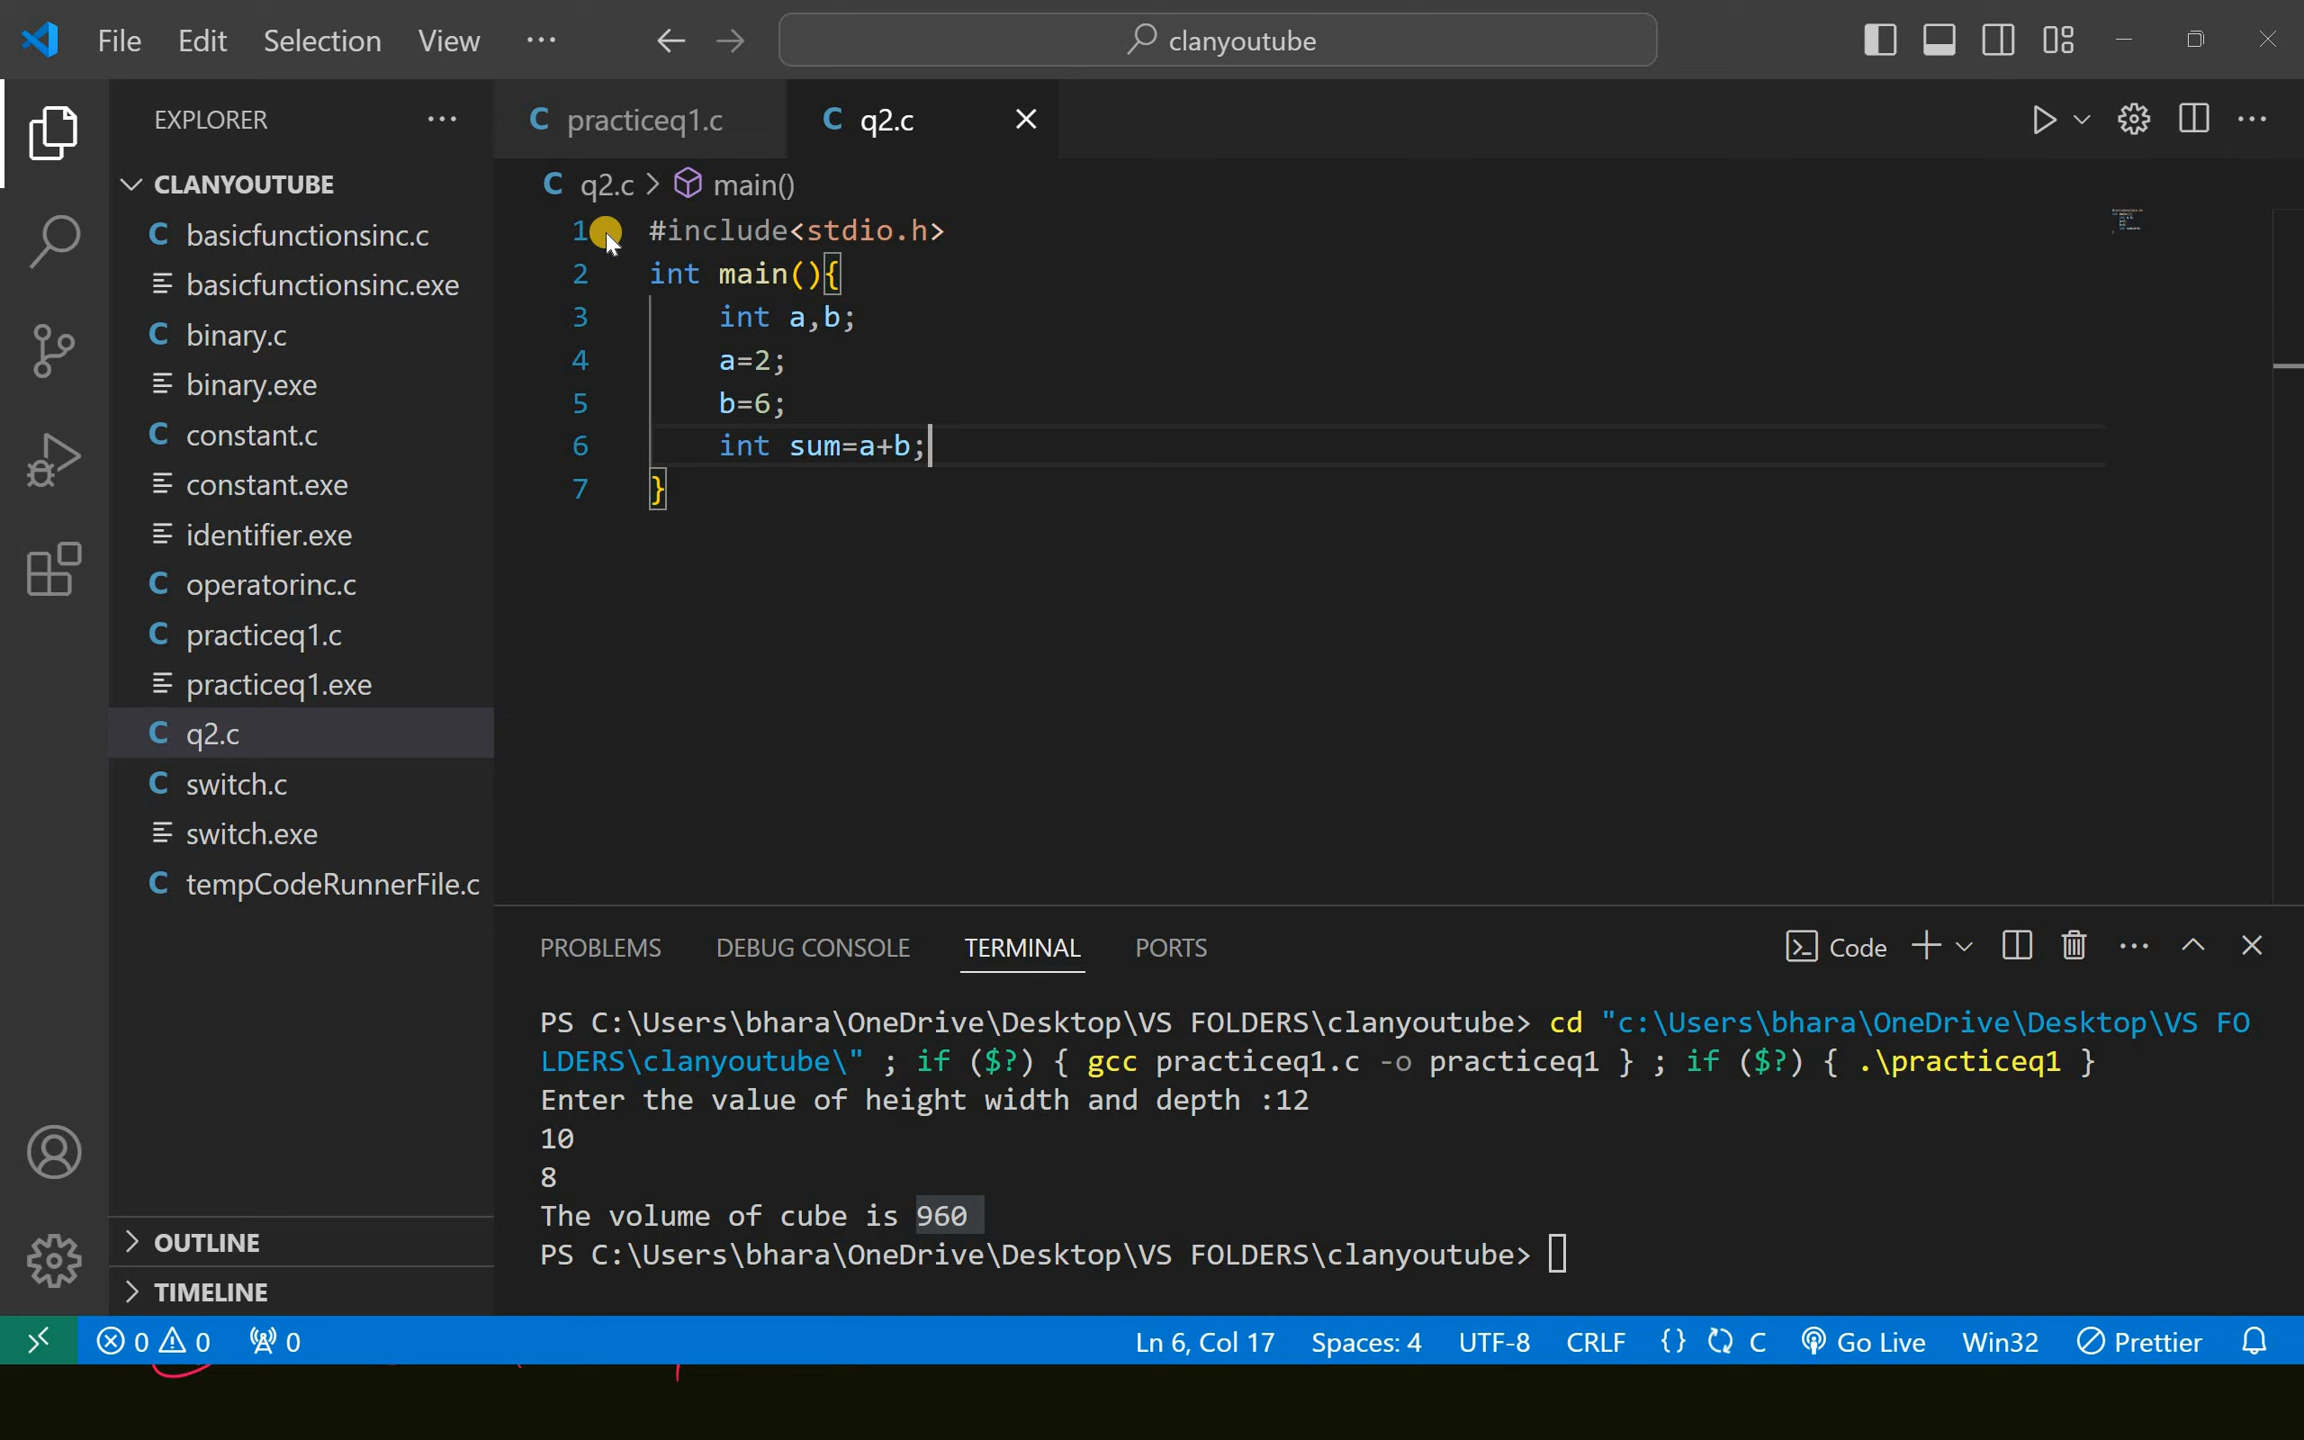 File Edit Selection View ··· clanyoutube
EXPLORER ···
CLANYOUTUBE
basicfunctionsinc.c
basicfunctionsinc.exe
binary.c
binary.exe
constant.c
constant.exe
identifier.exe
operatorinc.c
practiceq1.c
practiceq1.exe
q2.c
switch.c
switch.exe
tempCodeRunnerFile.c
OUTLINE
TIMELINE
C practiceq1.c C q2.c
C q2.c > main()
1 #include<stdio.h>
2 int main(){
3 int a,b;
4 a=2;
5 b=6;
6 int sum=a+b;
7 }
PROBLEMS DEBUG CONSOLE TERMINAL PORTS Code
PS C:\Users\bhara\OneDrive\Desktop\VS FOLDERS\clanyoutube> cd "c:\Users\bhara\OneDrive\Desktop\VS FO
LDERS\clanyoutube\" ; if ($?) { gcc practiceq1.c -o practiceq1 } ; if ($?) { .\practiceq1 }
Enter the value of height width and depth :12
10
8
The volume of cube is 960
PS C:\Users\bhara\OneDrive\Desktop\VS FOLDERS\clanyoutube>
0 0 0 Ln 6, Col 17 Spaces: 4 UTF-8 CRLF {} C Go Live Win32 Prettier